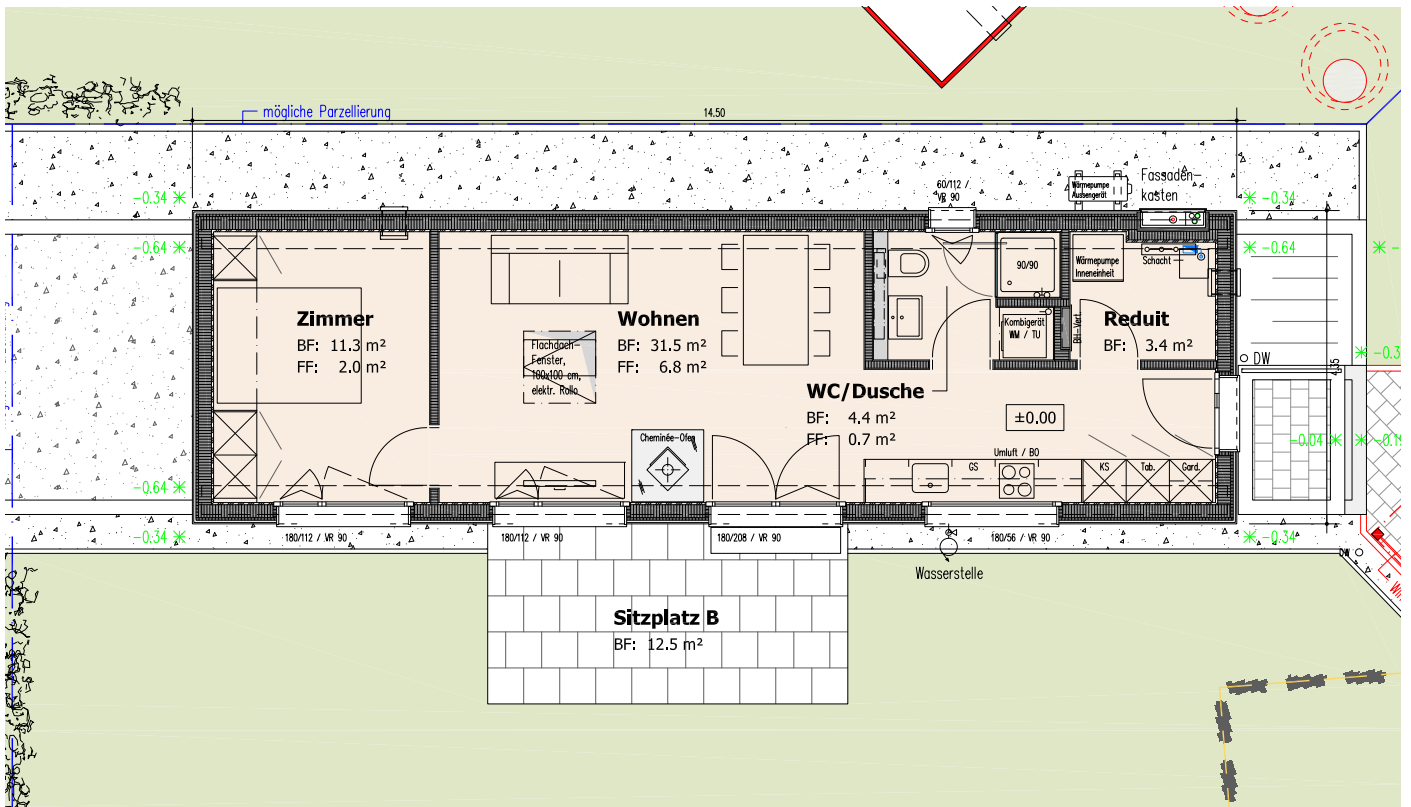 mögliche Parzellierung
14.50
Fassaden-
kasten
Wärmepumpe
Aussengerät
60/112 /
VR 90
-0.34
-0.34
-0.64
-0.64
90/90
Wärmepumpe
Inneneinheit
Schacht
Zimmer
BF: 11.3 m²
FF: 2.0 m²
Wohnen
BF: 31.5 m²
FF: 6.8 m²
Flachdach-
Fenster,
100x100 cm,
elektr. Rollo
Kombigerät
WM / TU
Reduit
BF: 3.4 m²
DW
4.35
WC/Dusche
BF: 4.4 m²
FF: 0.7 m²
±0,00
-0.04
Cheminée-Ofen
Umluft / BO
GS
KS
Tab.
Gard.
-0.64
-0.34
-0.34
180/112 / VR 90
180/112 / VR 90
180/208 / VR 90
180/56 / VR 90
DW
Wasserstelle
Sitzplatz B
BF: 12.5 m²